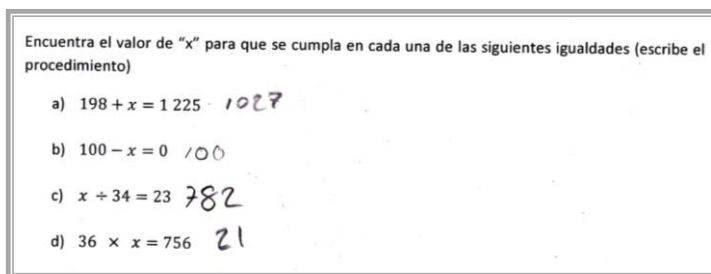 Encuentra el valor de “x” para que se cumpla en cada una de las siguientes igualdades (escribe el
procedimiento)
a) 198 + x = 1 225 1027
b) 100 − x = 0 100
c) x ÷ 34 = 23 782
d) 36 × x = 756 21